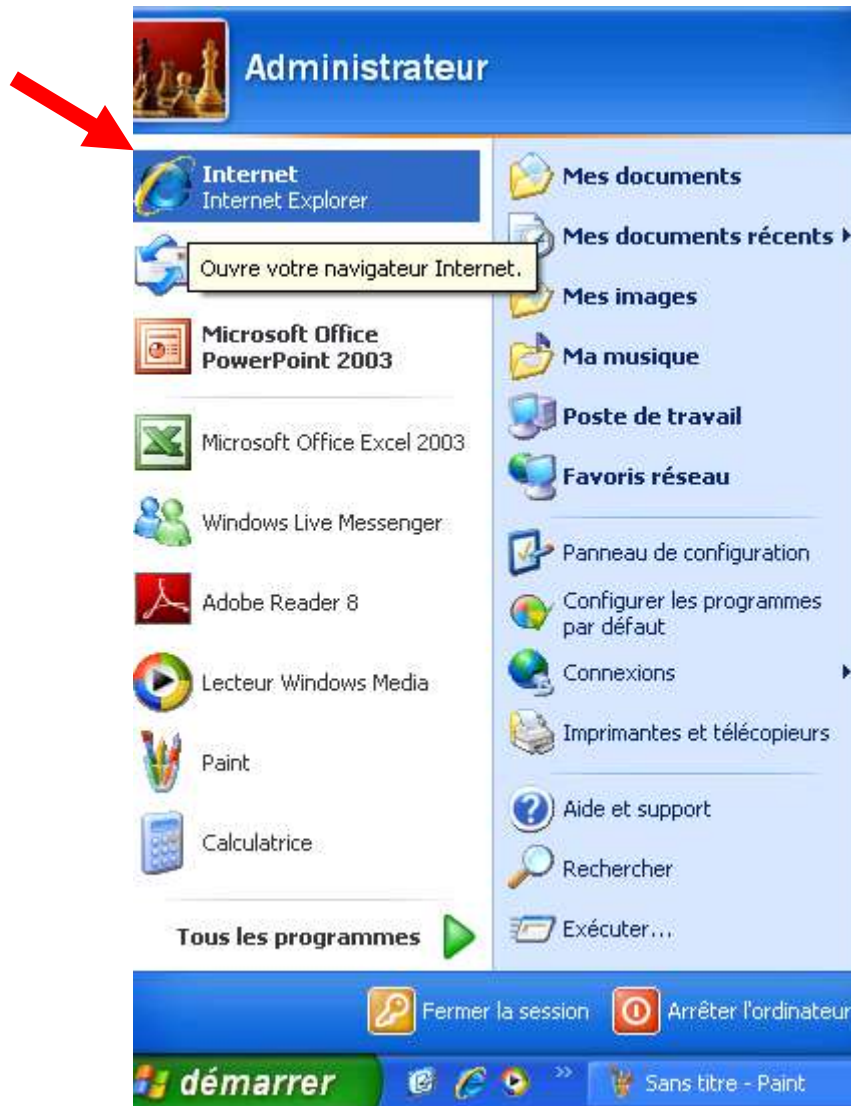 Administrateur
Internet
Internet Explorer
Ouvre votre navigateur Internet.
Microsoft Office
PowerPoint 2003
Microsoft Office Excel 2003
Windows Live Messenger
Adobe Reader 8
Lecteur Windows Media
Paint
Calculatrice
Tous les programmes
Mes documents
Mes documents récents
Mes images
Ma musique
Poste de travail
Favoris réseau
Panneau de configuration
Configurer les programmes
par défaut
Connexions
Imprimantes et télécopieurs
Aide et support
Rechercher
Exécuter...
Fermer la session
Arrêter l'ordinateur
démarrer
Sans titre - Paint